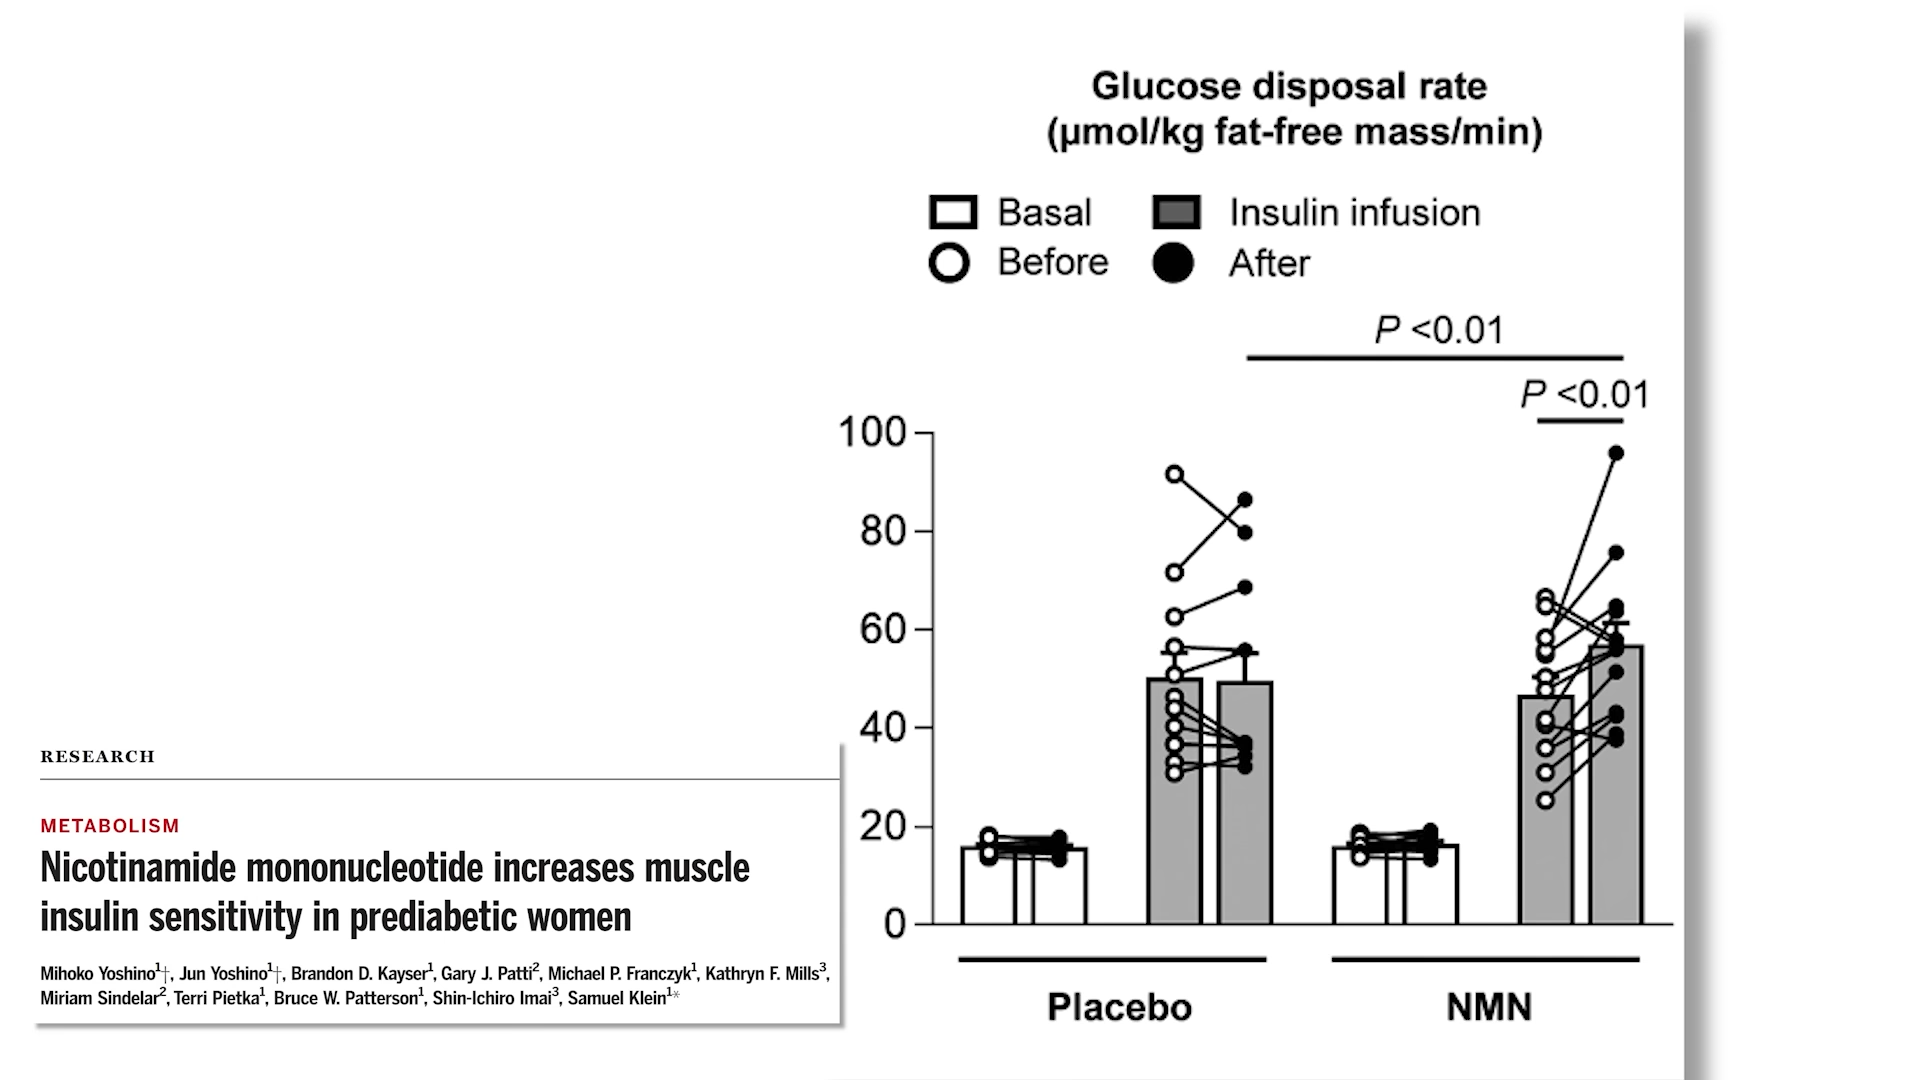 Glucose disposal rate
(µmol/kg fat-free mass/min)
Basal Insulin infusion
Before After
P <0.01
P <0.01
100
80
60
40
20
0
Placebo NMN
RESEARCH
METABOLISM
Nicotinamide mononucleotide increases muscle
insulin sensitivity in prediabetic women
Mihoko Yoshino1†, Jun Yoshino1†, Brandon D. Kayser1, Gary J. Patti2, Michael P. Franczyk1, Kathryn F. Mills3,
Miriam Sindelar2, Terri Pietka1, Bruce W. Patterson1, Shin-Ichiro Imai3, Samuel Klein1*